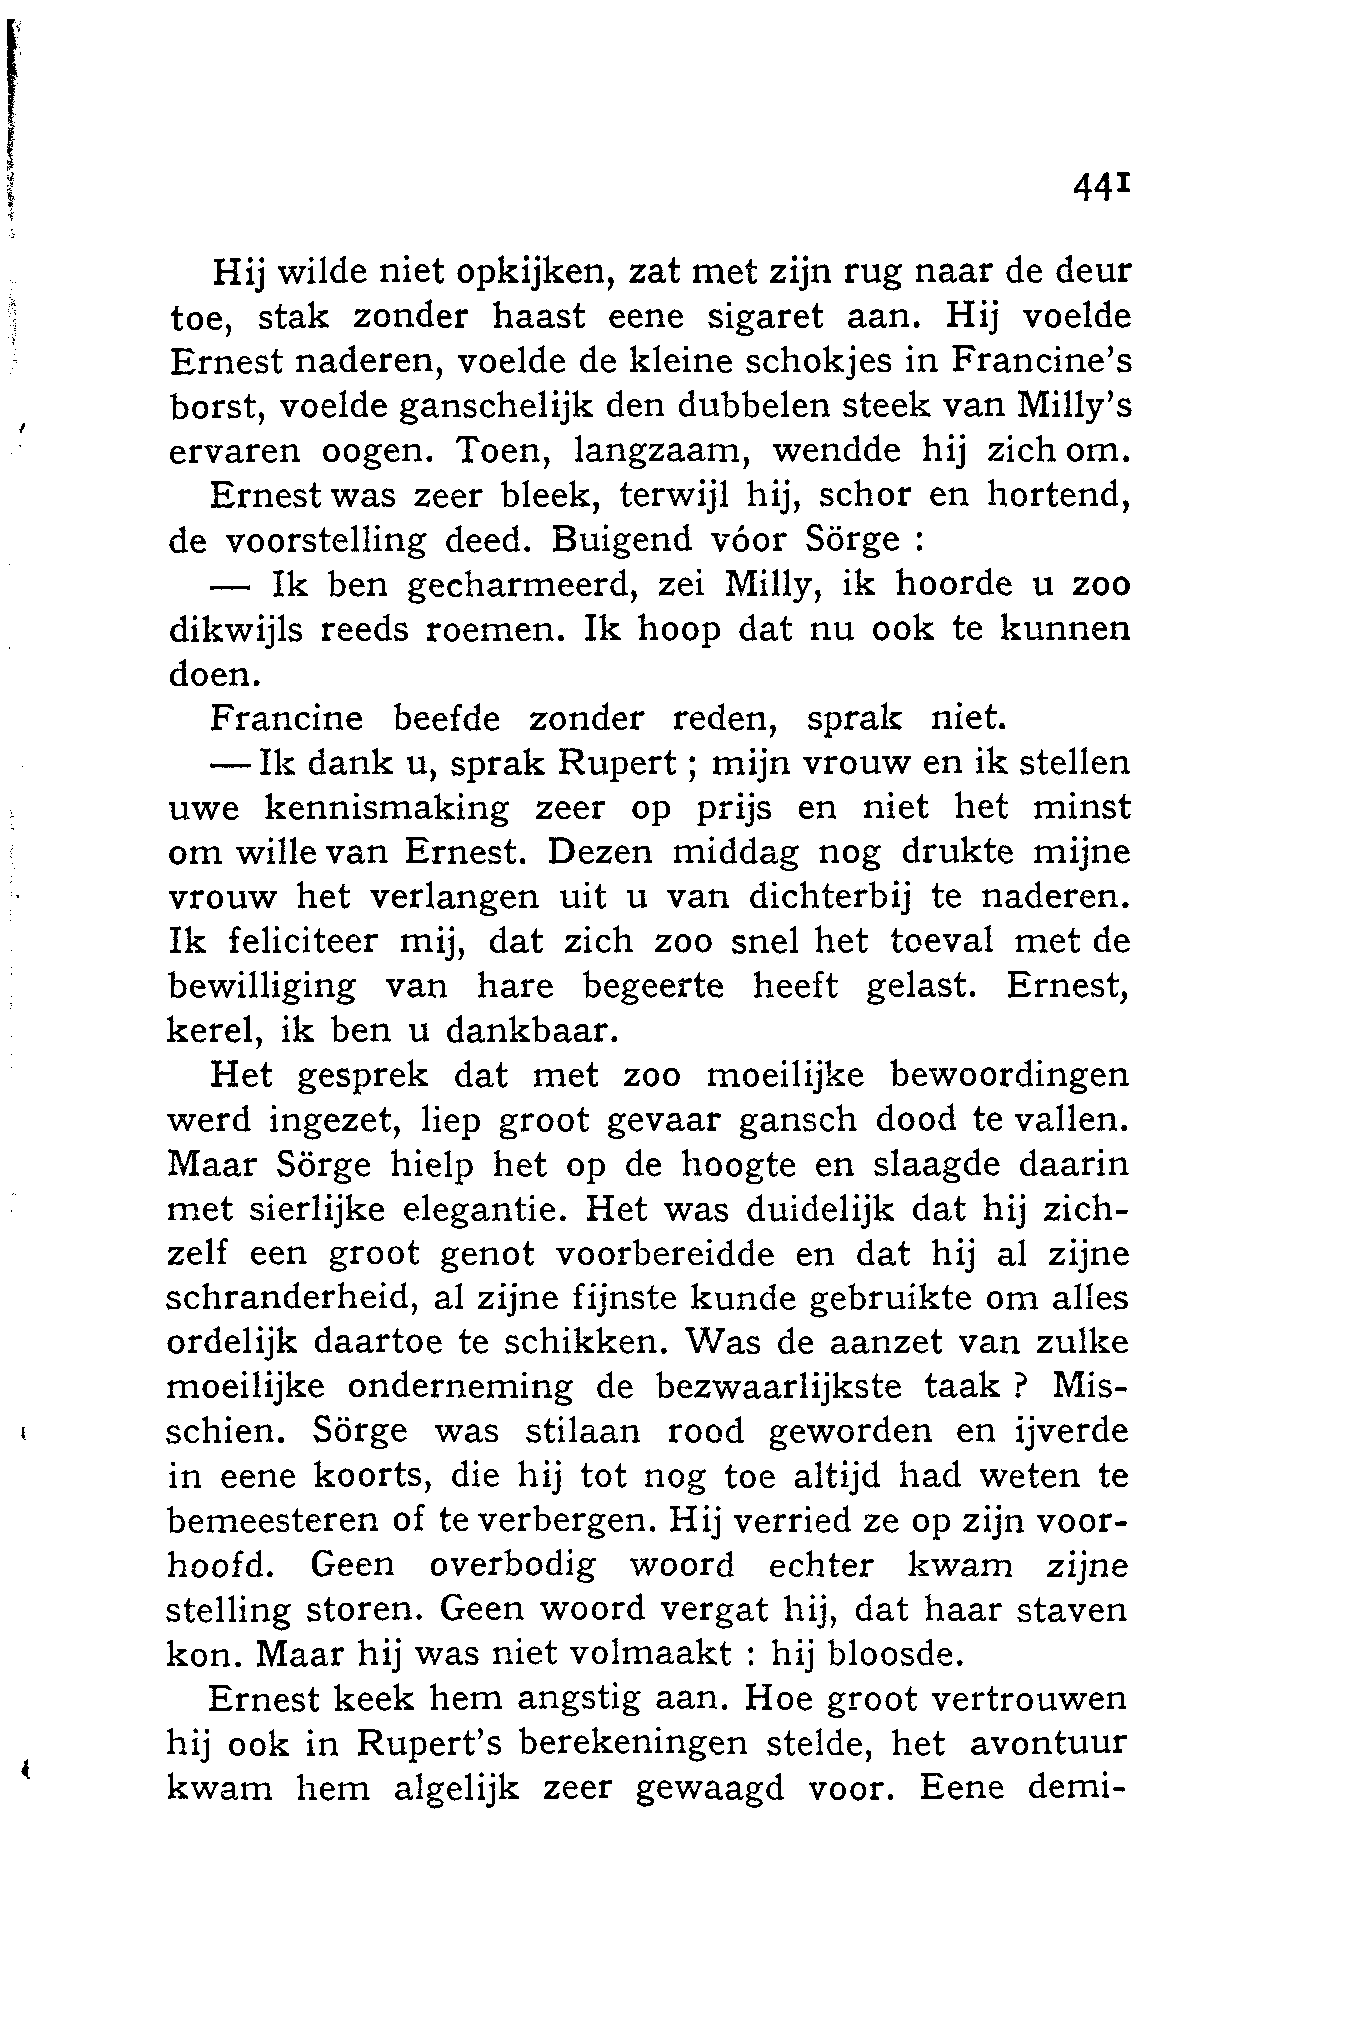 441
Hij wilde niet opkijken, zat met zijn rug naar de deur
toe, stak zonder haast eene sigaret aan. Hij voelde
Ernest naderen, voelde de kleine schokjes in Francine's
borst, voelde ganschelijk den dubbelen steek van Milly's
ervaren oogen. Toen, langzaam, wendde hij zich om.
Ernest was zeer bleek, terwijl hij, schor en hortend,
de voorstelling deed. Buigend vóor Sörge :
— Ik ben gecharmeerd, zei Milly, ik hoorde u zoo
dikwijls reeds roemen. Ik hoop dat nu ook te kunnen
doen.
Francine beefde zonder reden, sprak niet.
— Ik dank u, sprak Rupert ; mijn vrouw en ik stellen
uwe kennismaking zeer op prijs en niet het minst
om wille van Ernest. Dezen middag nog drukte mijne
vrouw het verlangen uit u van dichterbij te naderen.
Ik feliciteer mij, dat zich zoo snel het toeval met de
bewilliging van hare begeerte heeft gelast. Ernest,
kerel, ik ben u dankbaar.
Het gesprek dat met zoo moeilijke bewoordingen
werd ingezet, liep groot gevaar gansch dood te vallen.
Maar Sörge hielp het op de hoogte en slaagde daarin
met sierlijke elegantie. Het was duidelijk dat hij zich-
zelf een groot genot voorbereidde en dat hij al zijne
schranderheid, al zijne fijnste kunde gebruikte om alles
ordelijk daartoe te schikken. Was de aanzet van zulke
moeilijke onderneming de bezwaarlijkste taak ? Mis-
schien. Sörge was stilaan rood geworden en ijverde
in eene koorts, die hij tot nog toe altijd had weten te
bemeesteren of te verbergen. Hij verried ze op zijn voor-
hoofd. Geen overbodig woord echter kwam zijne
stelling storen. Geen woord vergat hij, dat haar staven
kon. Maar hij was niet volmaakt : hij bloosde.
Ernest keek hem angstig aan. Hoe groot vertrouwen
hij ook in Rupert's berekeningen stelde, het avontuur
kwam hem algelijk zeer gewaagd voor. Eene demi-